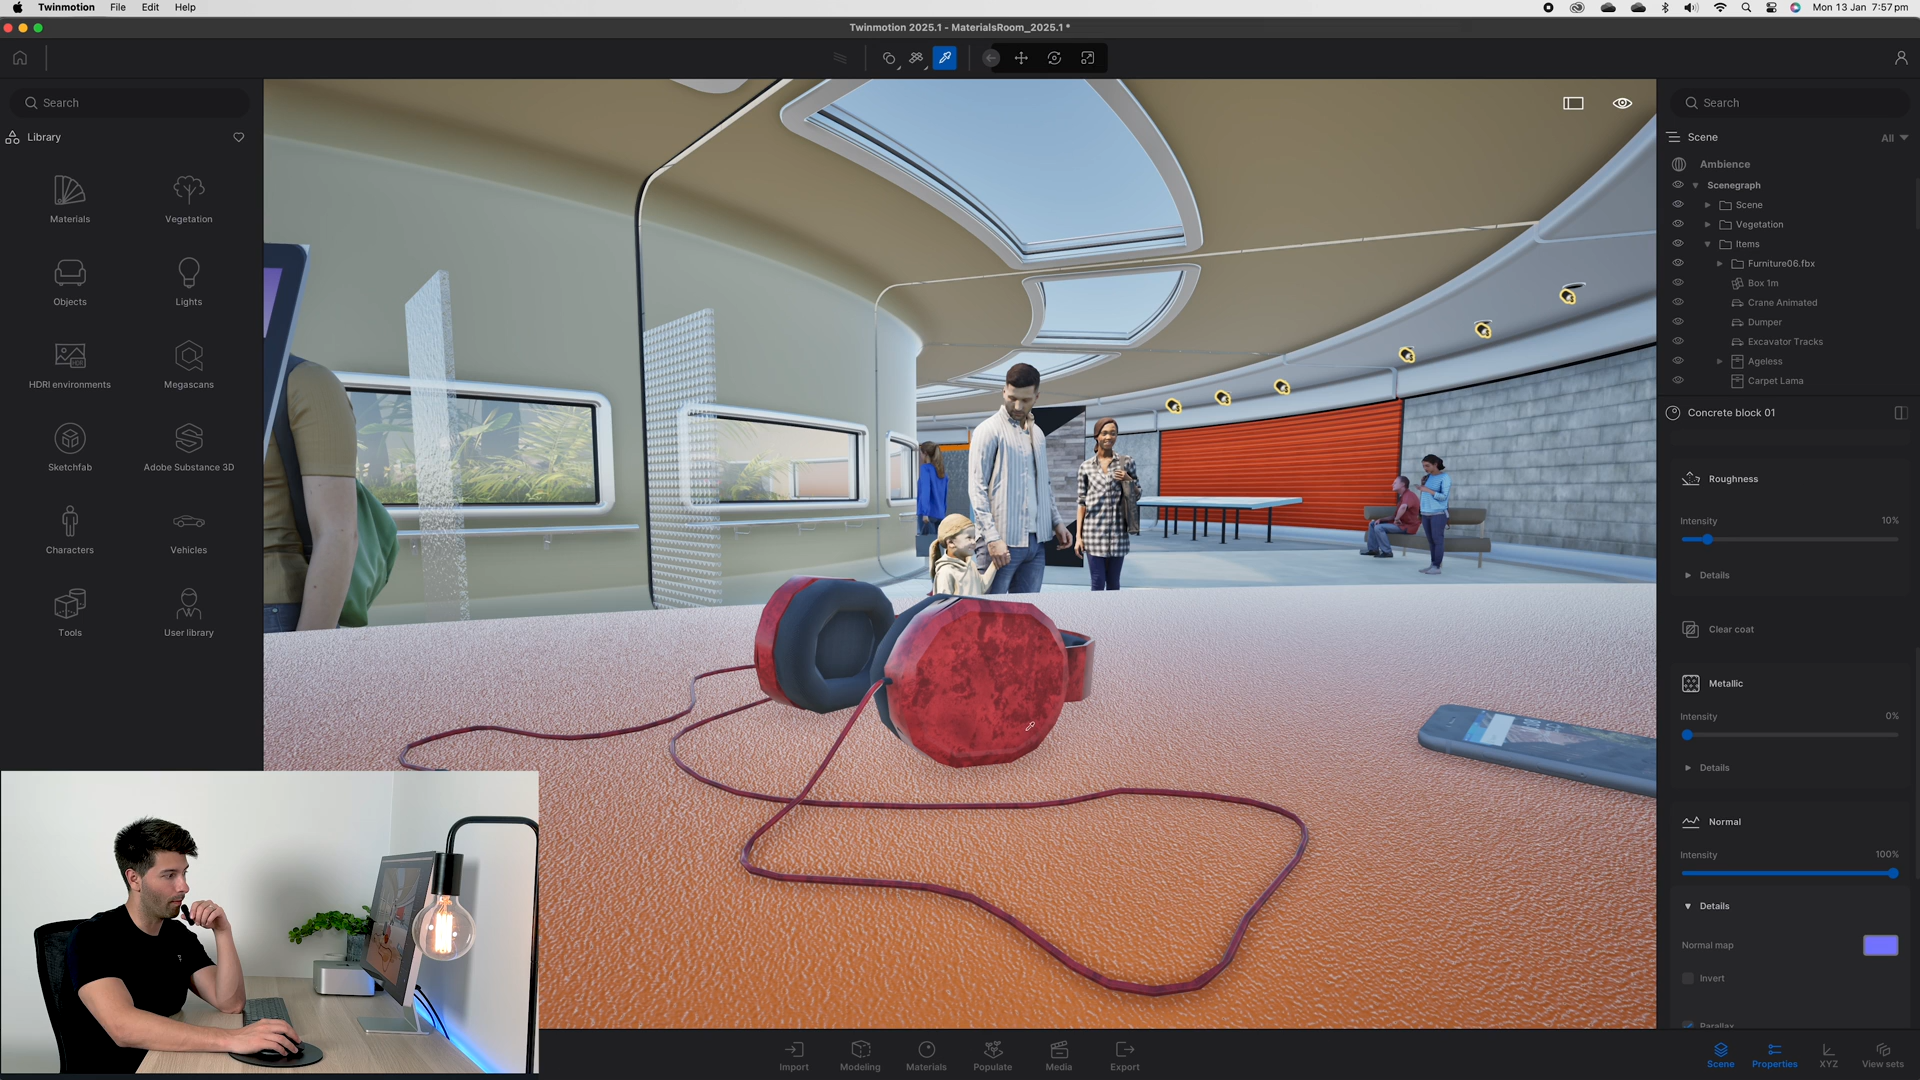 Twinmotion File Edit Help
Mon 13 Jan 7:57 pm
Twinmotion 2025.1 - MaterialsRoom_2025.1 *
Search
Library
Materials
Vegetation
Objects
Lights
HDR
HDRI environments
Megascans
Sketchfab
Adobe Substance 3D
Characters
Vehicles
Tools
User library
Search
Scene
All
Ambience
Scenegraph
Scene
Vegetation
Items
Furniture06.fbx
Box 1m
Crane Animated
Dumper
Excavator Tracks
Ageless
Carpet Lama
Concrete block 01
Roughness
Intensity 10%
Details
Clear coat
Metallic
Intensity 0%
Details
Normal
Intensity 100%
Details
Normal map
Invert
Parallax
Import
Modeling
Materials
Populate
Media
Export
Scene
Properties
XYZ
View sets